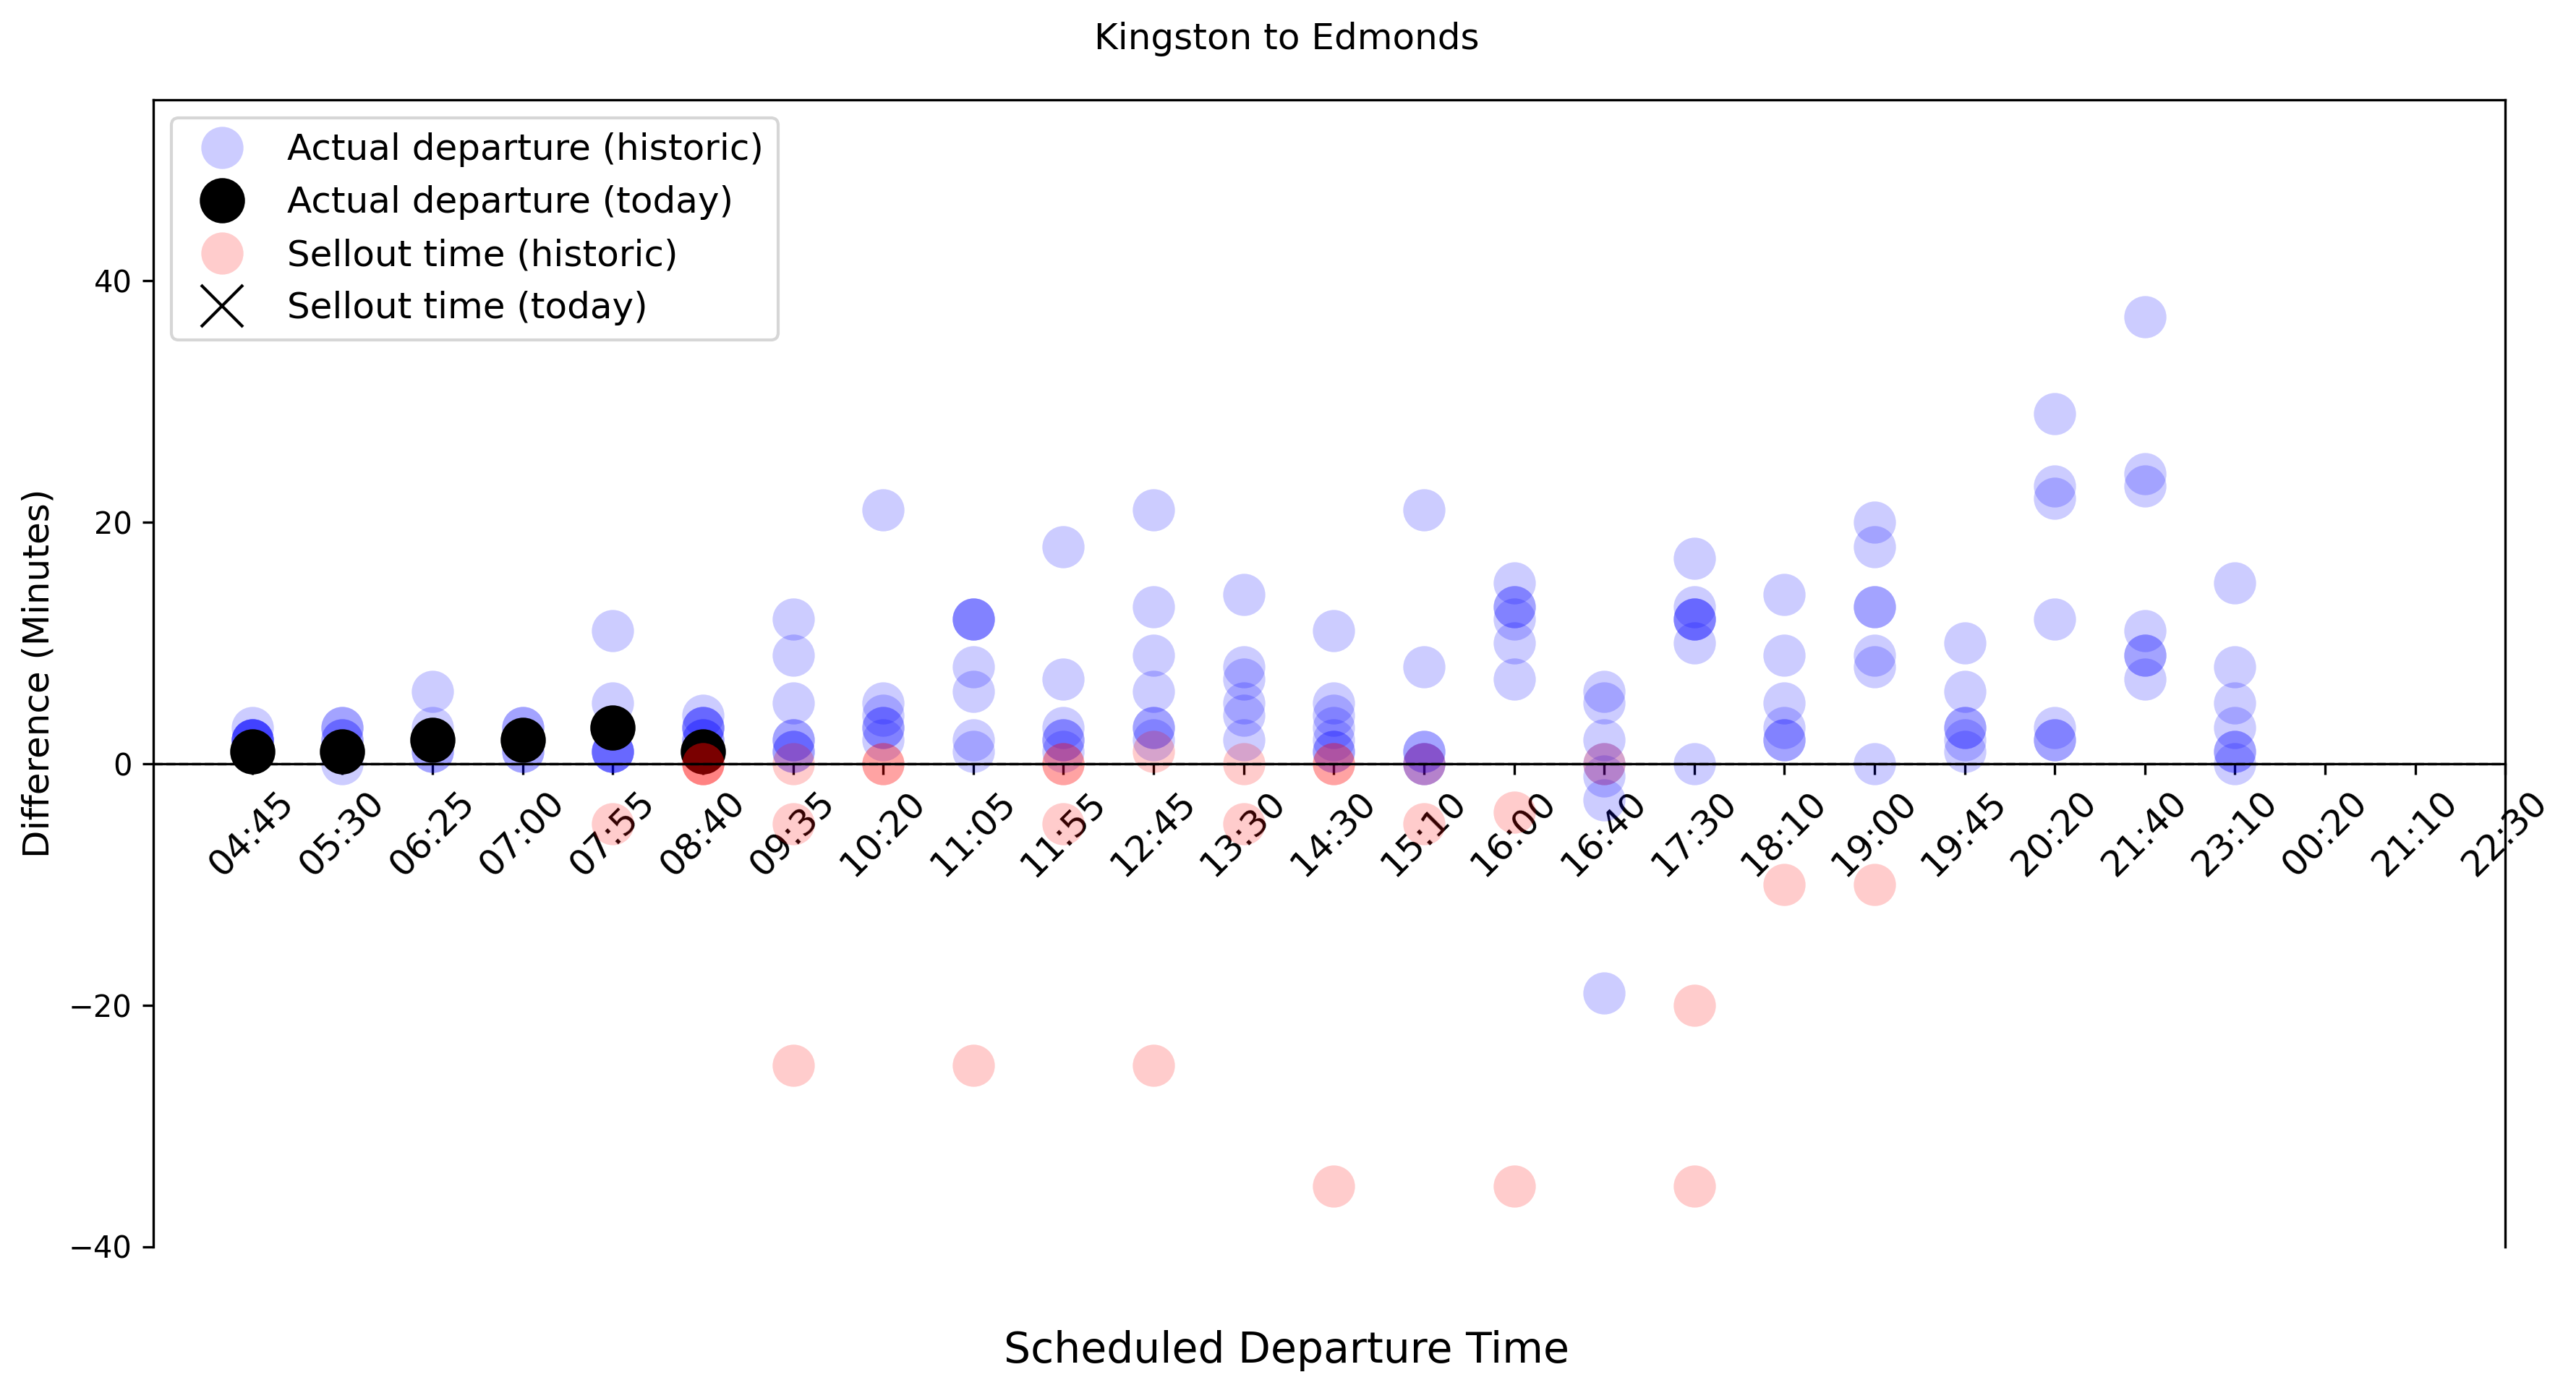 Kingston to Edmonds
Actual departure (historic)
Actual departure (today)
Sellout time (historic)
Sellout time (today)
Difference (Minutes)
40
20
0
−20
−40
04:45 05:30 06:25 07:00 07:55 08:40 09:35 10:20 11:05 11:55 12:45 13:30 14:30 15:10 16:00 16:40 17:30 18:10 19:00 19:45 20:20 21:40 23:10 00:20 21:10 22:30
Scheduled Departure Time